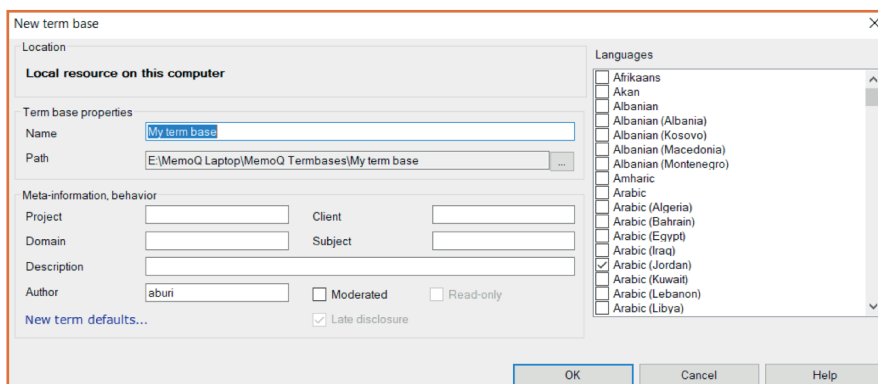 New term base
Location
Local resource on this computer
Term base properties
Name My term base
Path E:\MemoQ Laptop\MemoQ Termbases\My term base ...
Meta-information, behavior
Project Client
Domain Subject
Description
Author aburi Moderated Read-only
New term defaults... Late disclosure
Languages
Afrikaans
Akan
Albanian
Albanian (Albania)
Albanian (Kosovo)
Albanian (Macedonia)
Albanian (Montenegro)
Amharic
Arabic
Arabic (Algeria)
Arabic (Bahrain)
Arabic (Egypt)
Arabic (Iraq)
Arabic (Jordan)
Arabic (Kuwait)
Arabic (Lebanon)
Arabic (Libya)
OK Cancel Help